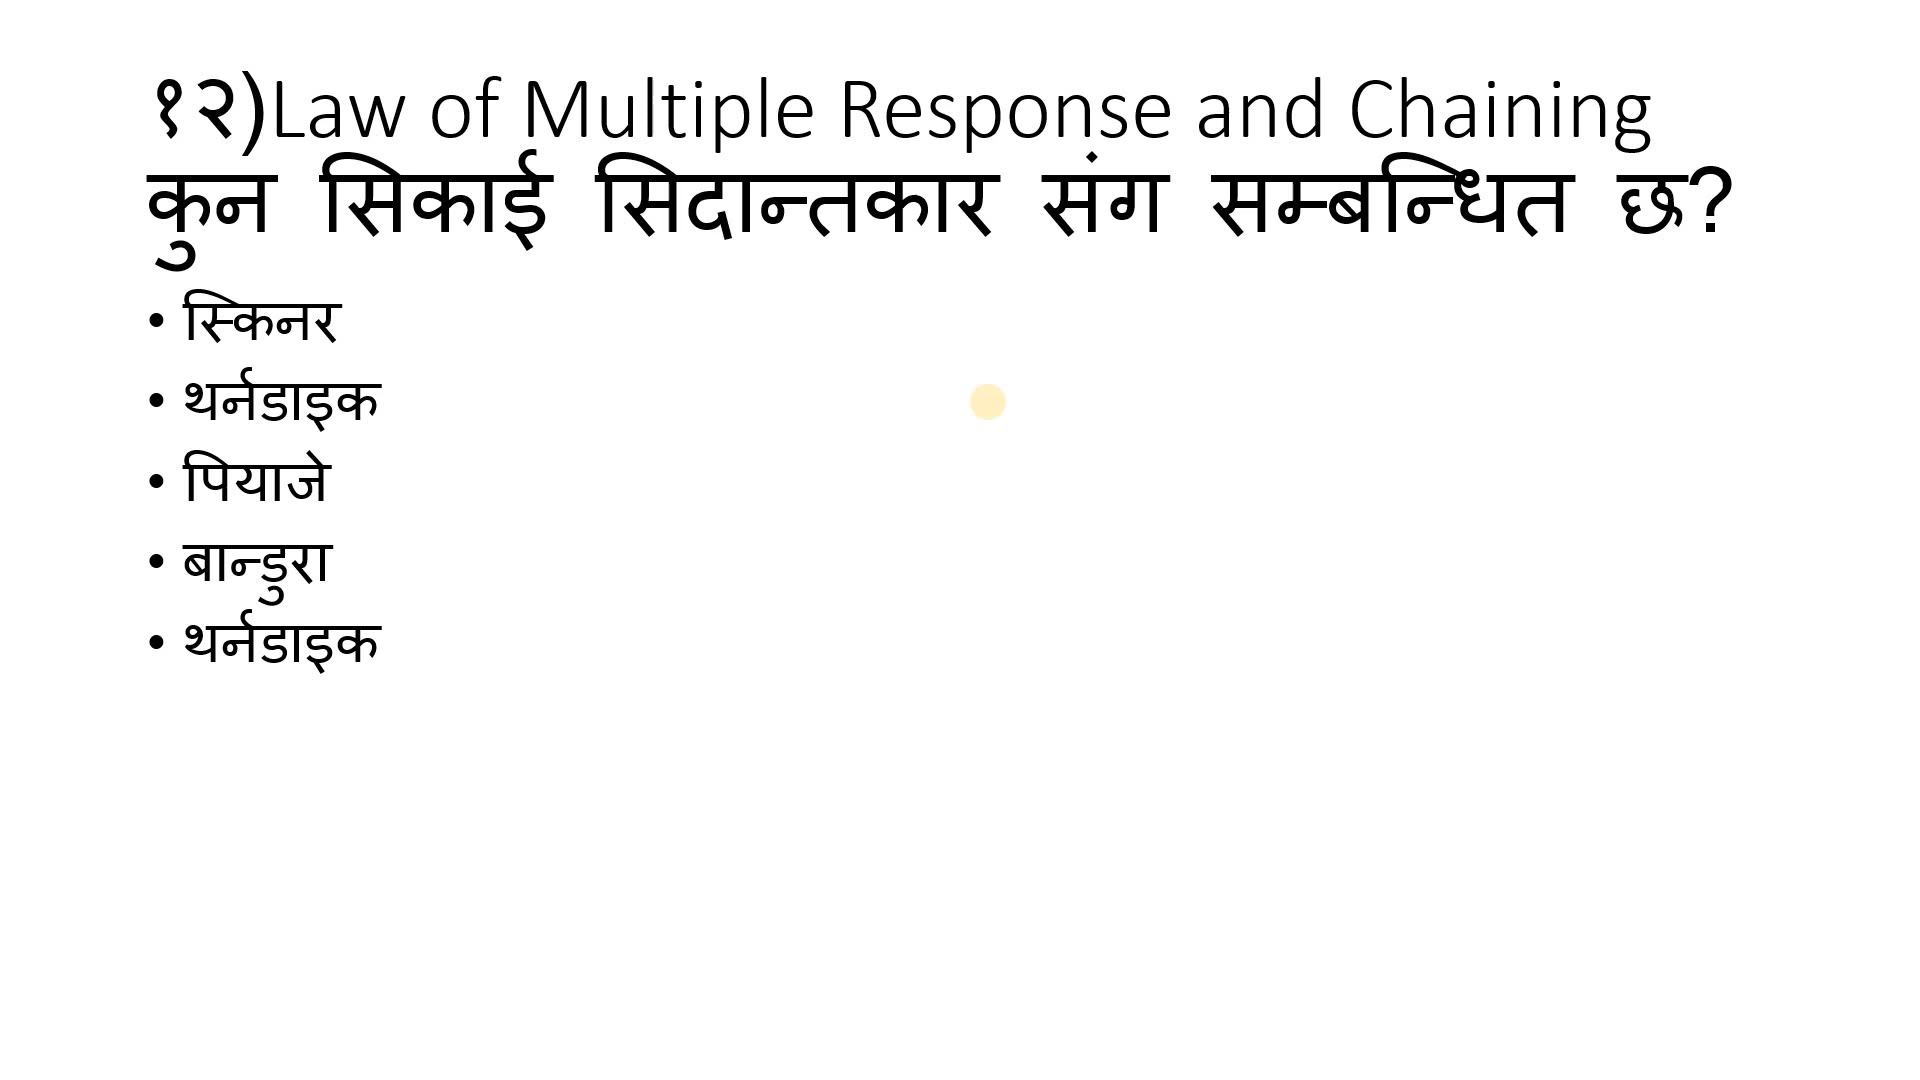 १२)Law of Multiple Response and Chaining
कुन सिकाई सिदान्तकार संग सम्बन्धित छ?
• स्किनर
• थर्नडाइक
• पियाजे
• बान्डुरा
• थर्नडाइक